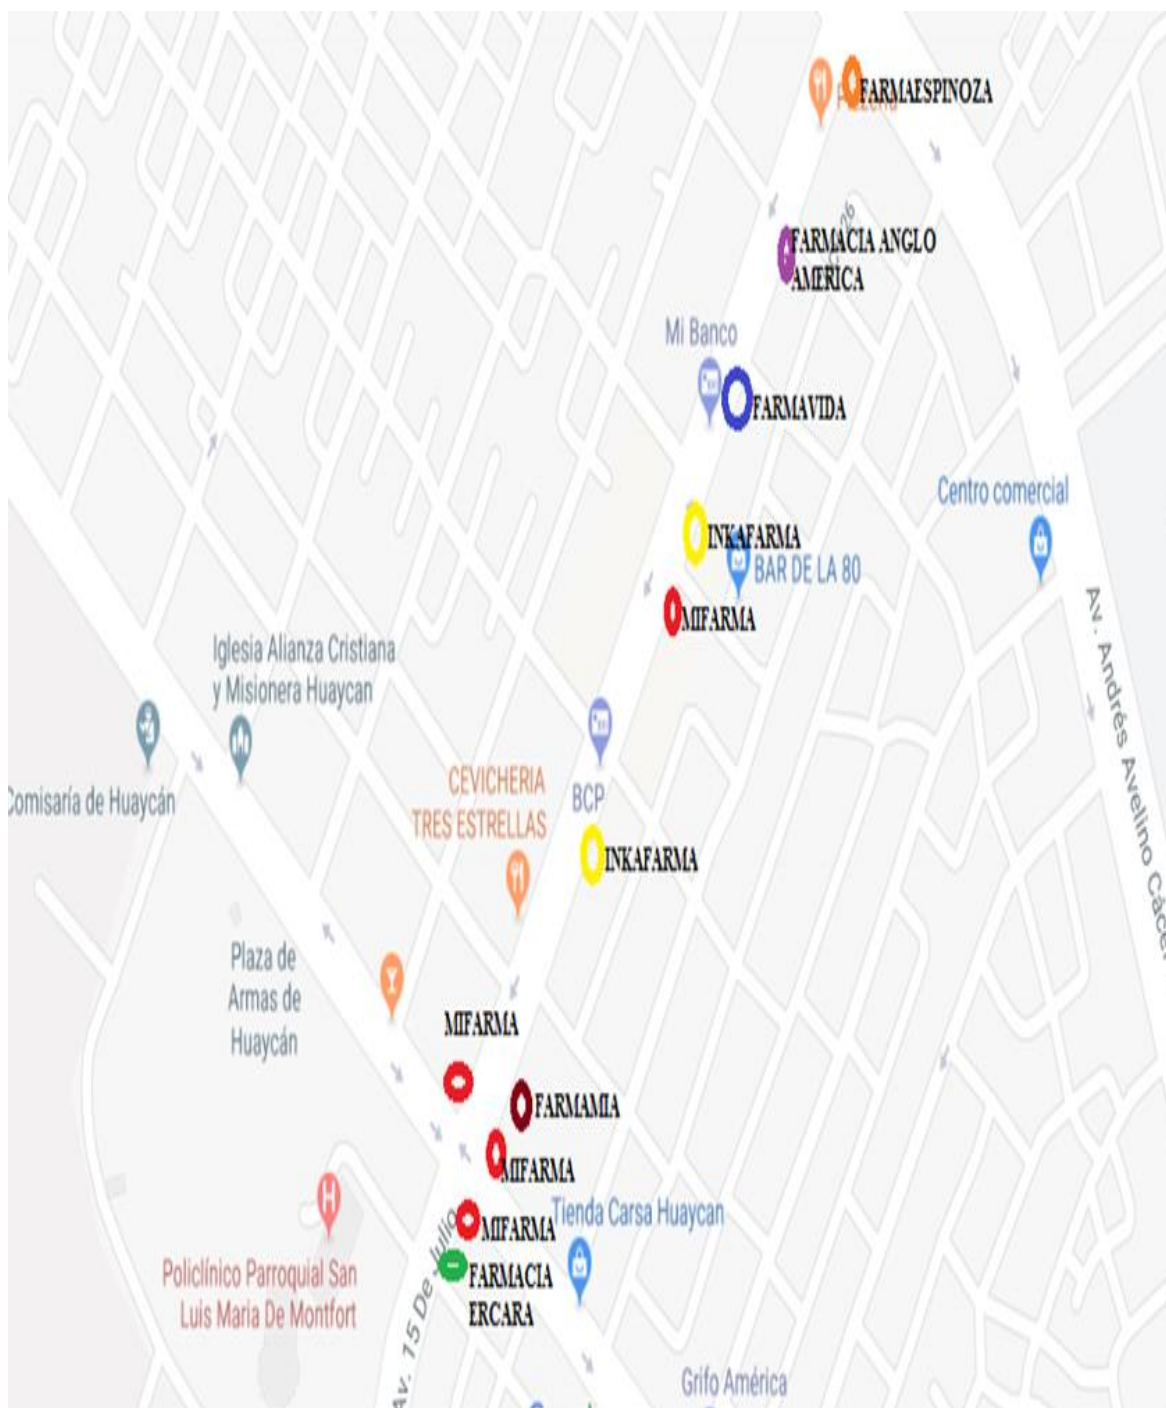 FARMAESPINOZA
FARMACIA ANGLO
AMERICA
Mi Banco
FARMAVIDA
Centro comercial
INKAFARMA
BAR DE LA 80
MIFARMA
Av. Andrés Avelino Các
Iglesia Alianza Cristiana
y Misionera Huaycan
Comisaría de Huaycán
CEVICHERIA
TRES ESTRELLAS
BCP
INKAFARMA
Plaza de
Armas de
Huaycán
MIFARMA
FARMAMIA
MIFARMA
H
MIFARMA
Tienda Carsa Huaycan
Policlínico Parroquial San
Luis Maria De Montfort
FARMACIA
ERCARA
Av. 15 De Julio
Grifo América